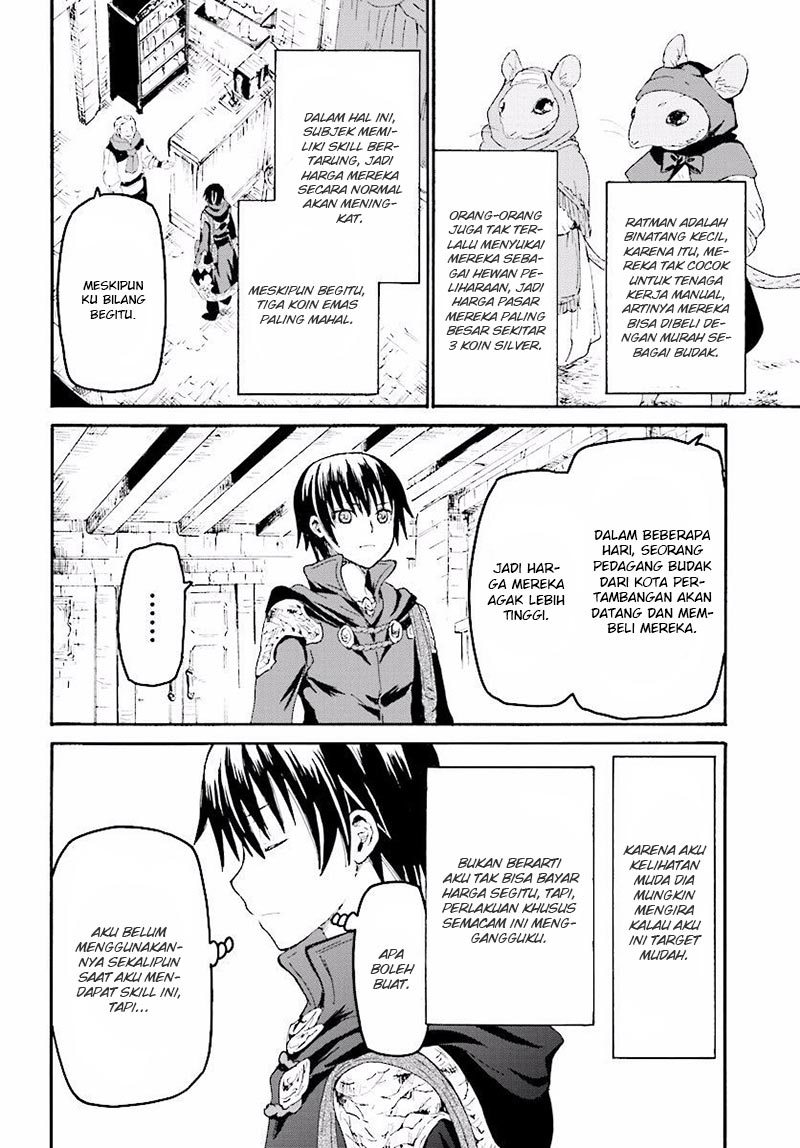 RATMAN ADALAH
BINATANG KECIL,
KARENA ITU, ME-
REKA TAK COCOK
UNTUK TENAGA
KERJA MANUAL,
ARTINYA MEREKA
BISA DIBELI DE-
NGAN MURAH SE-
BAGAI BUDAK.
ORANG-ORANG
JUGA TAK TER-
LALU MENYUKAI
MEREKA SEBA-
GAI HEWAN PE-
LIHARAAN, JADI
HARGA PASAR
MEREKA PALING
BESAR SEKITAR
3 KOIN SILVER.
DALAM HAL INI,
SUBJEK MEMI-
LIKI SKILL BER-
TARUNG, JADI
HARGA MEREKA
SECARA NORMAL
AKAN MENING-
KAT.
MESKIPUN BEGITU,
TIGA KOIN EMAS
PALING MAHAL.
MESKIPUN
KU BILANG
BEGITU.
DALAM BEBERAPA
HARI, SEORANG
PEDAGANG BUDAK
DARI KOTA PER-
TAMBANGAN AKAN
DATANG DAN MEM-
BELI MEREKA.
JADI HAR-
GA MEREKA
AGAK LEBIH
TINGGI.
......
KARENA AKU
KELIHATAN
MUDA DIA
MUNGKIN
MENGIRA
KALAU AKU
INI TARGET
MUDAH.
BUKAN BERARTI
AKU TAK BISA BAYAR
HARGA SEGITU, TAPI,
PERLAKUAN KHUSUS
SEMACAM INI MENG-
GANGGUKU.
APA
BOLEH
BUAT.
AKU BELUM
MENGGUNAKAN-
NYA SEKALIPUN
SAAT AKU MEN-
DAPAT SKILL INI,
TAPI...